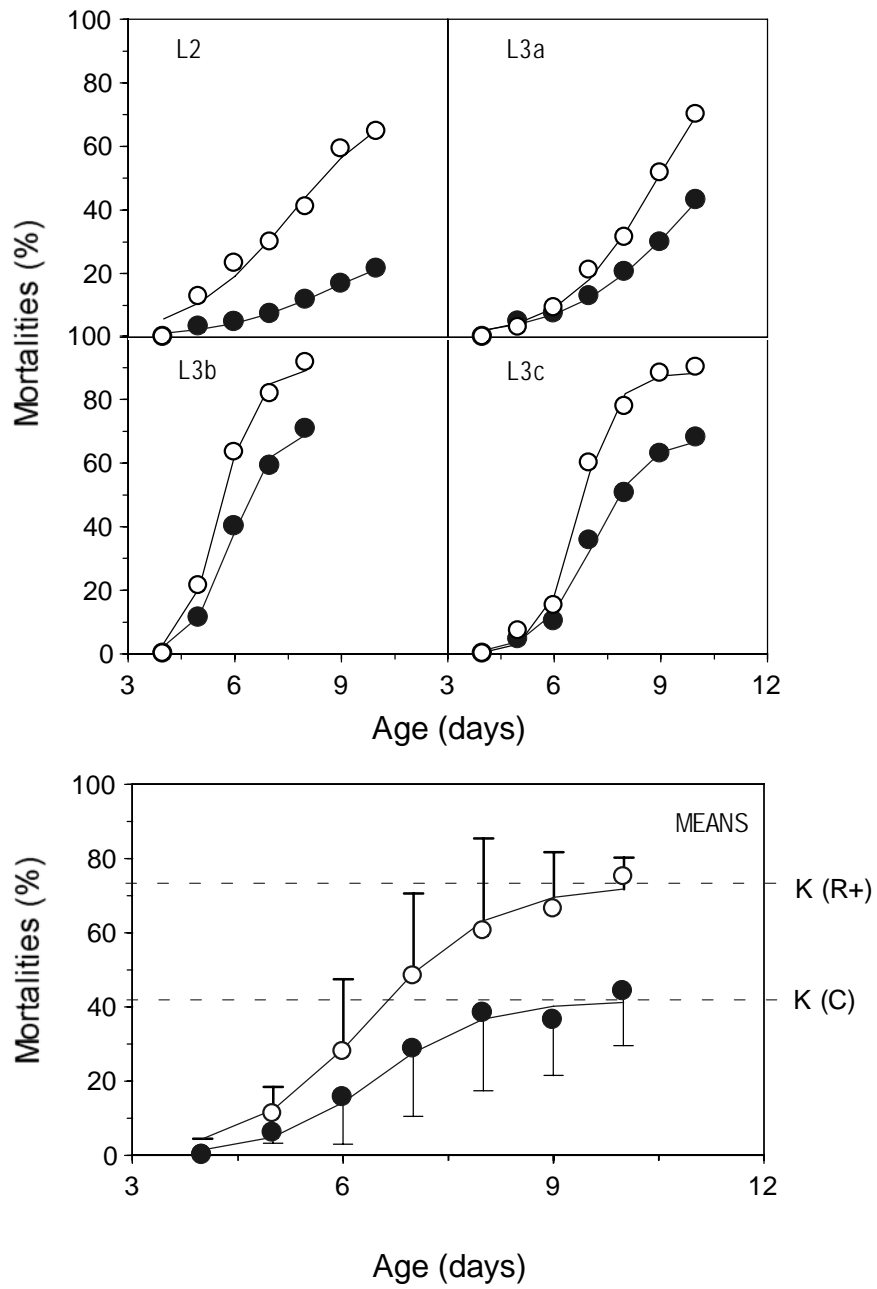 100
L2
L3a
80
60
40
20
Mortalities (%)
100
L3b
L3c
80
60
40
20
0
3 6 9 3 6 9 12
Age (days)
100
MEANS
80
K (R+)
60
Mortalities (%)
40
K (C)
20
0
3 6 9 12
Age (days)